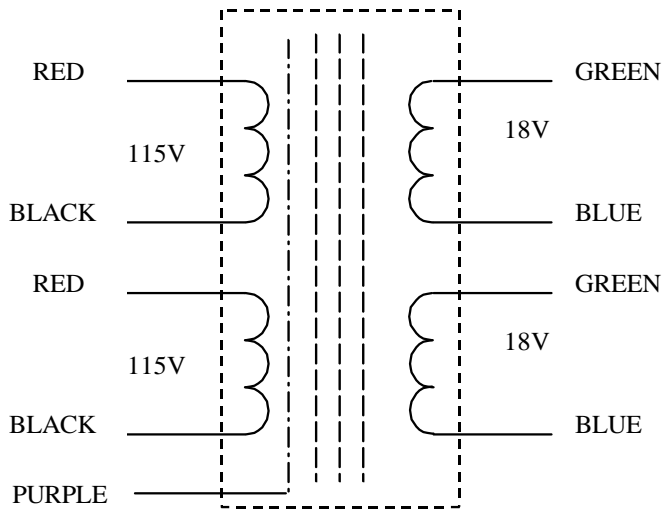 RED
GREEN
115V
18V
BLACK
BLUE
RED
GREEN
115V
18V
BLACK
BLUE
PURPLE